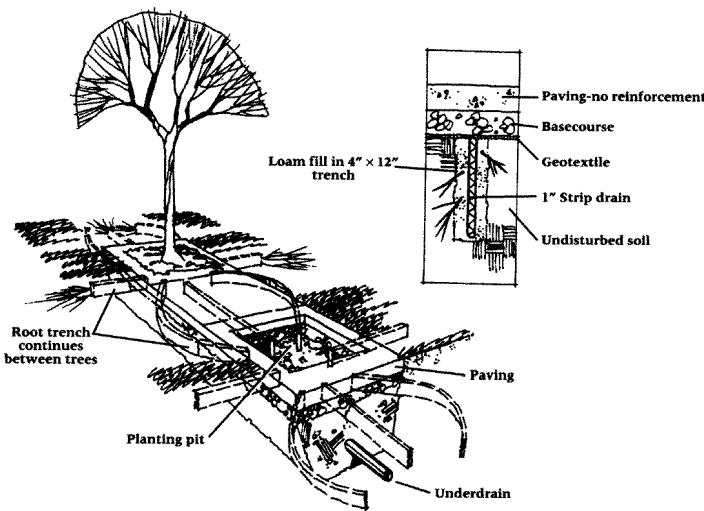 Paving-no reinforcement
Basecourse
Loam fill in 4" × 12"
trench
Geotextile
1" Strip drain
Undisturbed soil
Root trench
continues
between trees
Paving
Planting pit
Underdrain